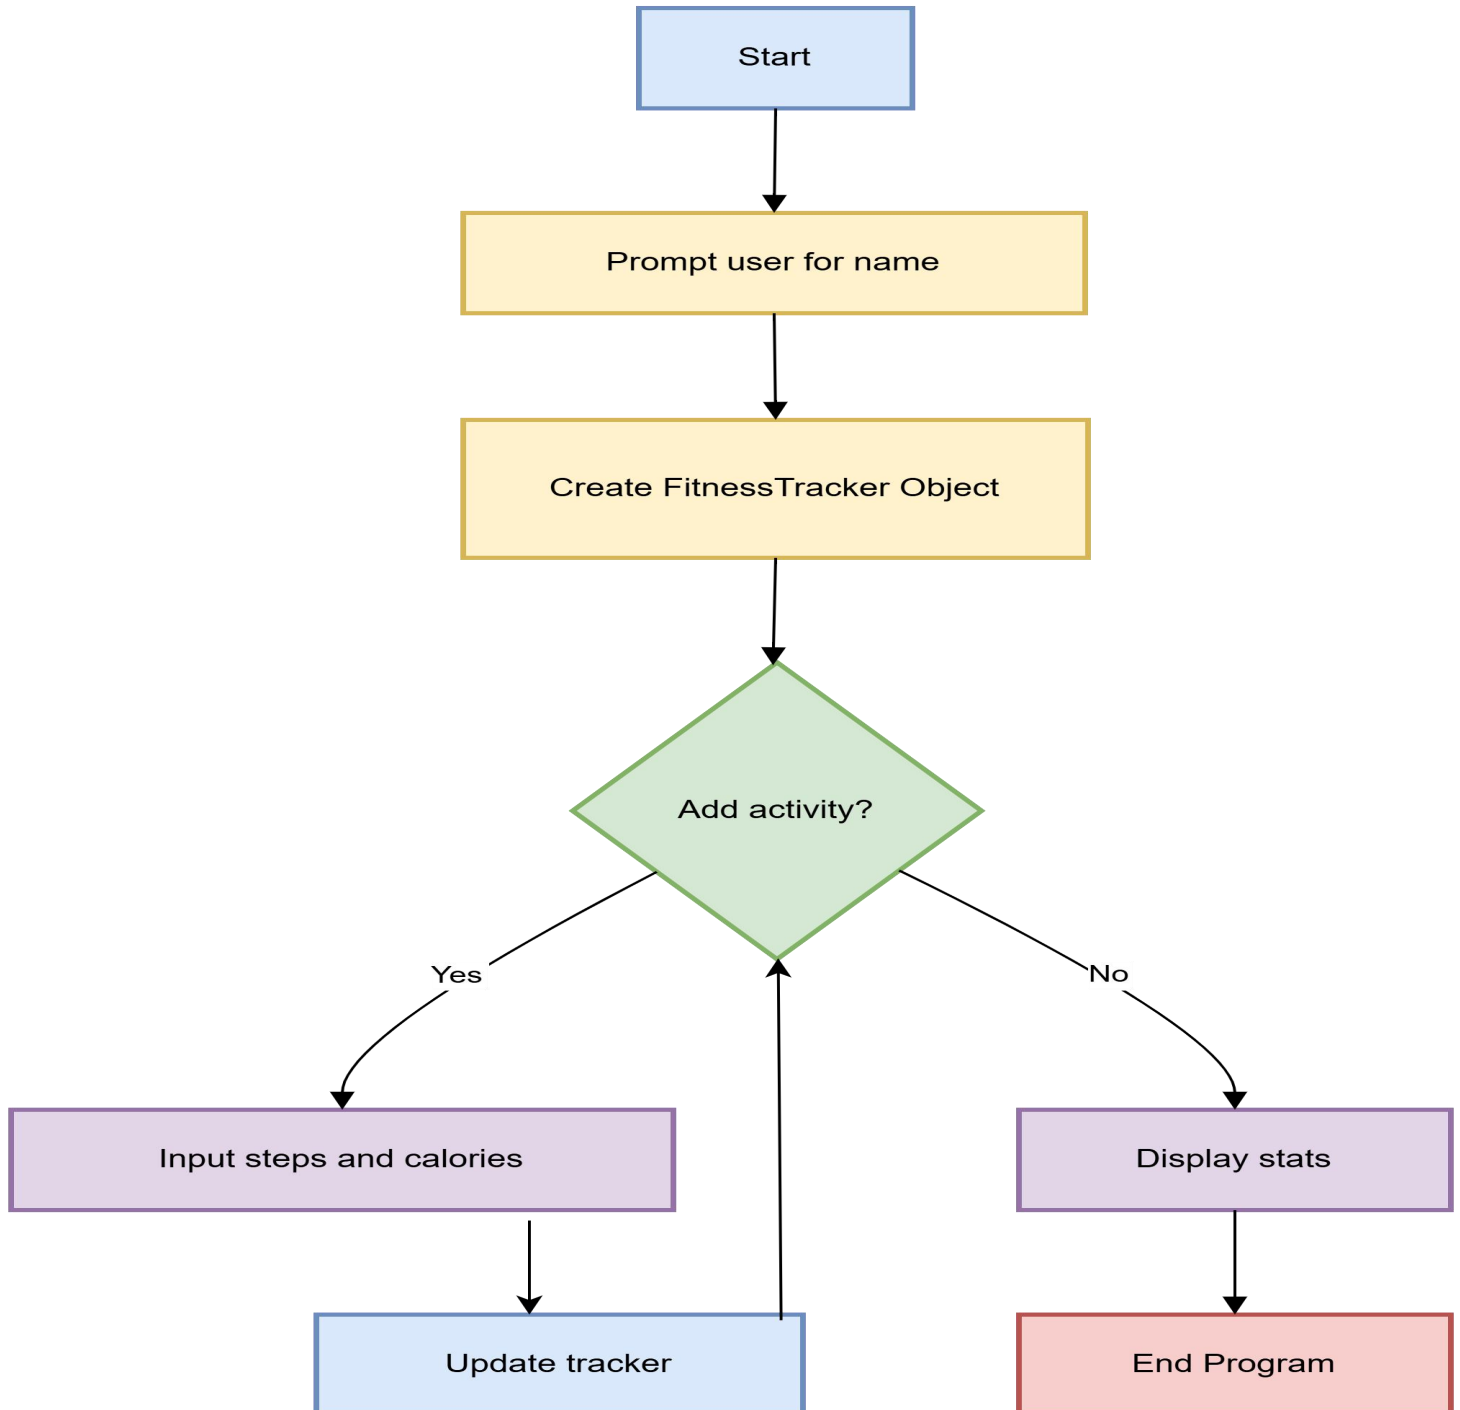 Start
Prompt user for name
Create FitnessTracker Object
Add activity?
Yes
No
Input steps and calories
Display stats
Update tracker
End Program